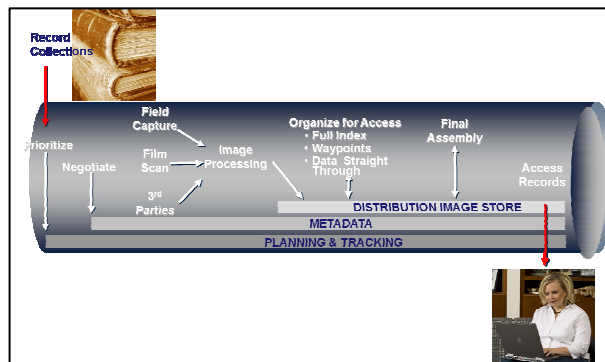 Record
Collections
Prioritize
Negotiate
Field
Capture
Film
Scan
3rd
Parties
Image
Processing
Organize for Access
• Full Index
• Waypoints
• Data Straight
Through
Final
Assembly
Access
Records
DISTRIBUTION IMAGE STORE
METADATA
PLANNING & TRACKING